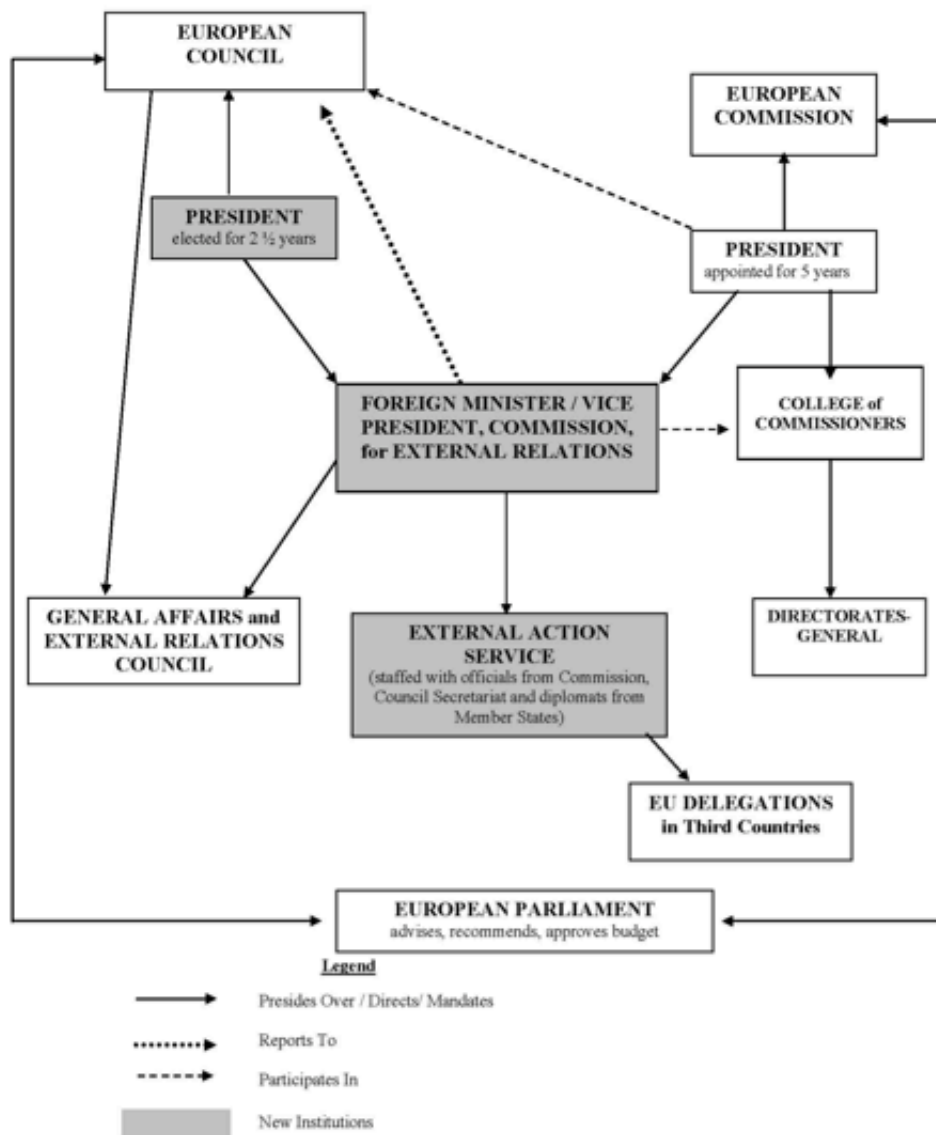 EUROPEAN
COUNCIL
EUROPEAN
COMMISSION
PRESIDENT
elected for 2 ½ years
PRESIDENT
appointed for 5 years
FOREIGN MINISTER / VICE
PRESIDENT, COMMISSION,
for EXTERNAL RELATIONS
COLLEGE of
COMMISSIONERS
GENERAL AFFAIRS and
EXTERNAL RELATIONS
COUNCIL
EXTERNAL ACTION
SERVICE
(staffed with officials from Commission,
Council Secretariat and diplomats from
Member States)
DIRECTORATES-
GENERAL
EU DELEGATIONS
in Third Countries
EUROPEAN PARLIAMENT
advises, recommends, approves budget
Legend
Presides Over / Directs/ Mandates
Reports To
Participates In
New Institutions